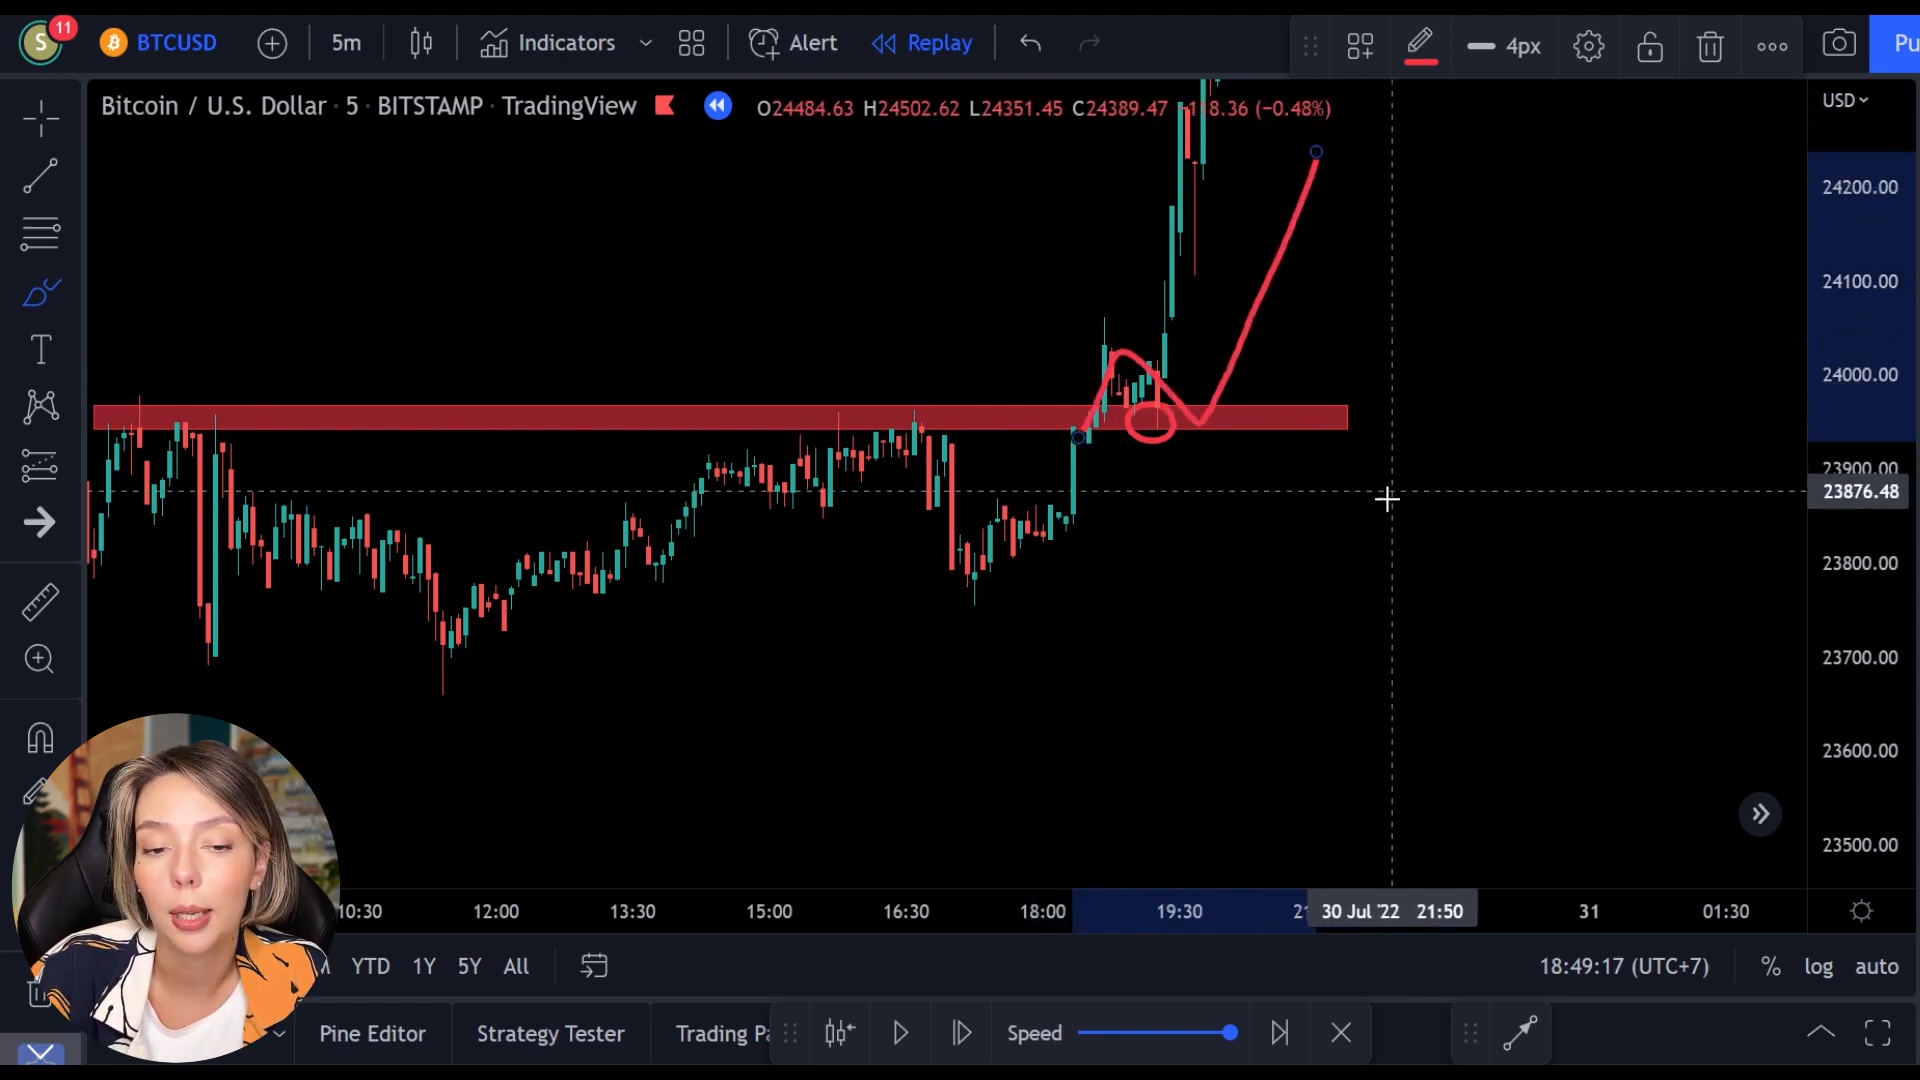 S 11 BTCUSD 5m Indicators Alert Replay 4px Pu
Bitcoin / U.S. Dollar · 5 · BITSTAMP · TradingView O24484.63 H24502.62 L24351.45 C24389.47 (−0.48%)
USD
24200.00
24100.00
24000.00
23900.00
23876.48
23800.00
23700.00
23600.00
23500.00
10:30 12:00 13:30 15:00 16:30 18:00 19:30 30 Jul '22 21:50 31 01:30
YTD 1Y 5Y All 18:49:17 (UTC+7) % log auto
Pine Editor Strategy Tester Trading Speed